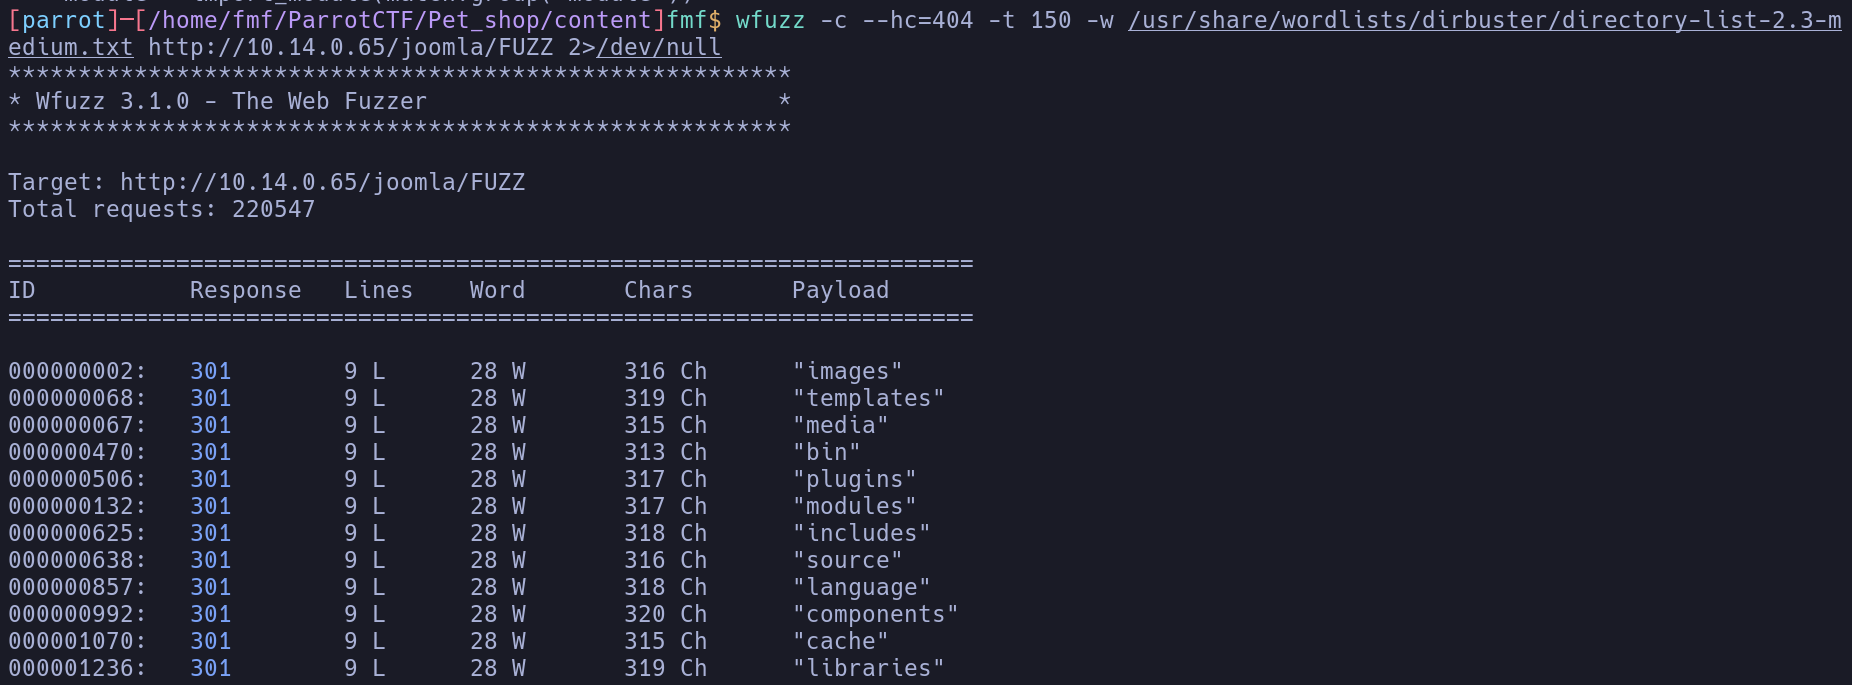 [parrot]─[/home/fmf/ParrotCTF/Pet_shop/content]fmf$ wfuzz -c --hc=404 -t 150 -w /usr/share/wordlists/dirbuster/directory-list-2.3-m
edium.txt http://10.14.0.65/joomla/FUZZ 2>/dev/null
********************************************************
* Wfuzz 3.1.0 - The Web Fuzzer                         *
********************************************************
Target: http://10.14.0.65/joomla/FUZZ
Total requests: 220547
=====================================================================
ID           Response   Lines    Word       Chars       Payload
=====================================================================
000000002:   301        9 L      28 W       316 Ch      "images"
000000068:   301        9 L      28 W       319 Ch      "templates"
000000067:   301        9 L      28 W       315 Ch      "media"
000000470:   301        9 L      28 W       313 Ch      "bin"
000000506:   301        9 L      28 W       317 Ch      "plugins"
000000132:   301        9 L      28 W       317 Ch      "modules"
000000625:   301        9 L      28 W       318 Ch      "includes"
000000638:   301        9 L      28 W       316 Ch      "source"
000000857:   301        9 L      28 W       318 Ch      "language"
000000992:   301        9 L      28 W       320 Ch      "components"
000001070:   301        9 L      28 W       315 Ch      "cache"
000001236:   301        9 L      28 W       319 Ch      "libraries"